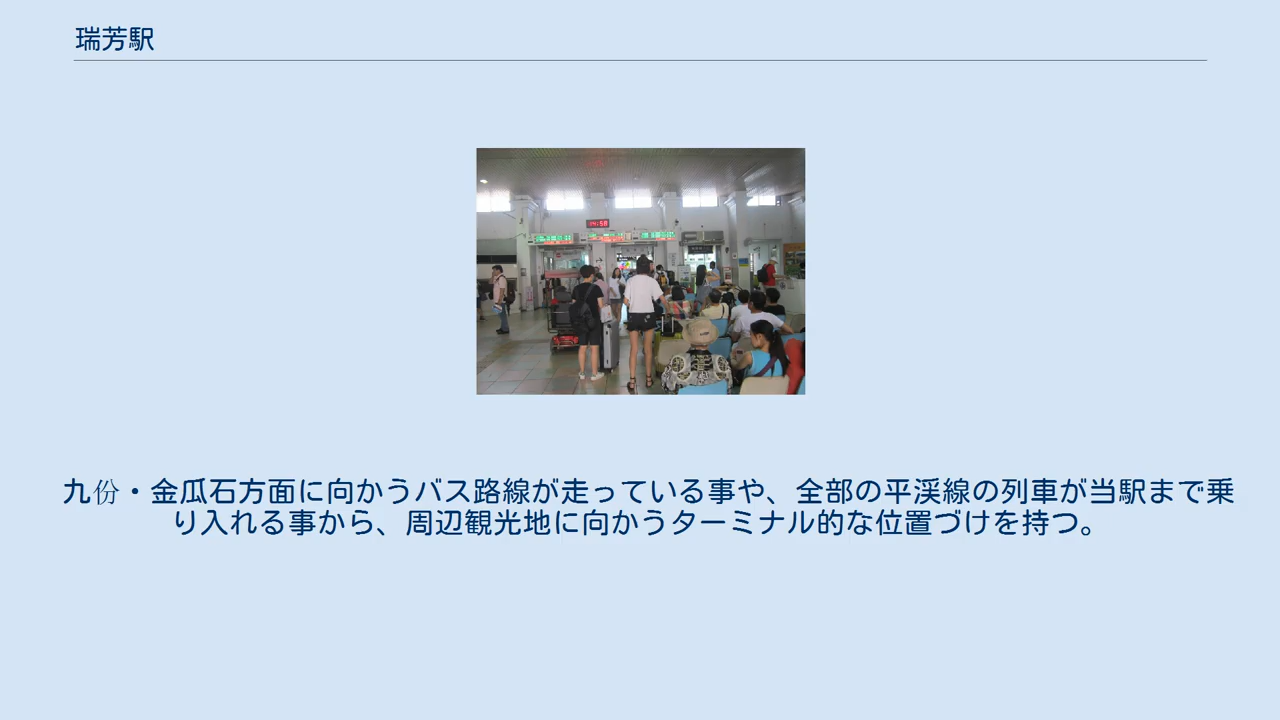 瑞芳駅
14:58
九份・金瓜石方面に向かうバス路線が走っている事や、全部の平渓線の列車が当駅まで乗
り入れる事から、周辺観光地に向かうターミナル的な位置づけを持つ。